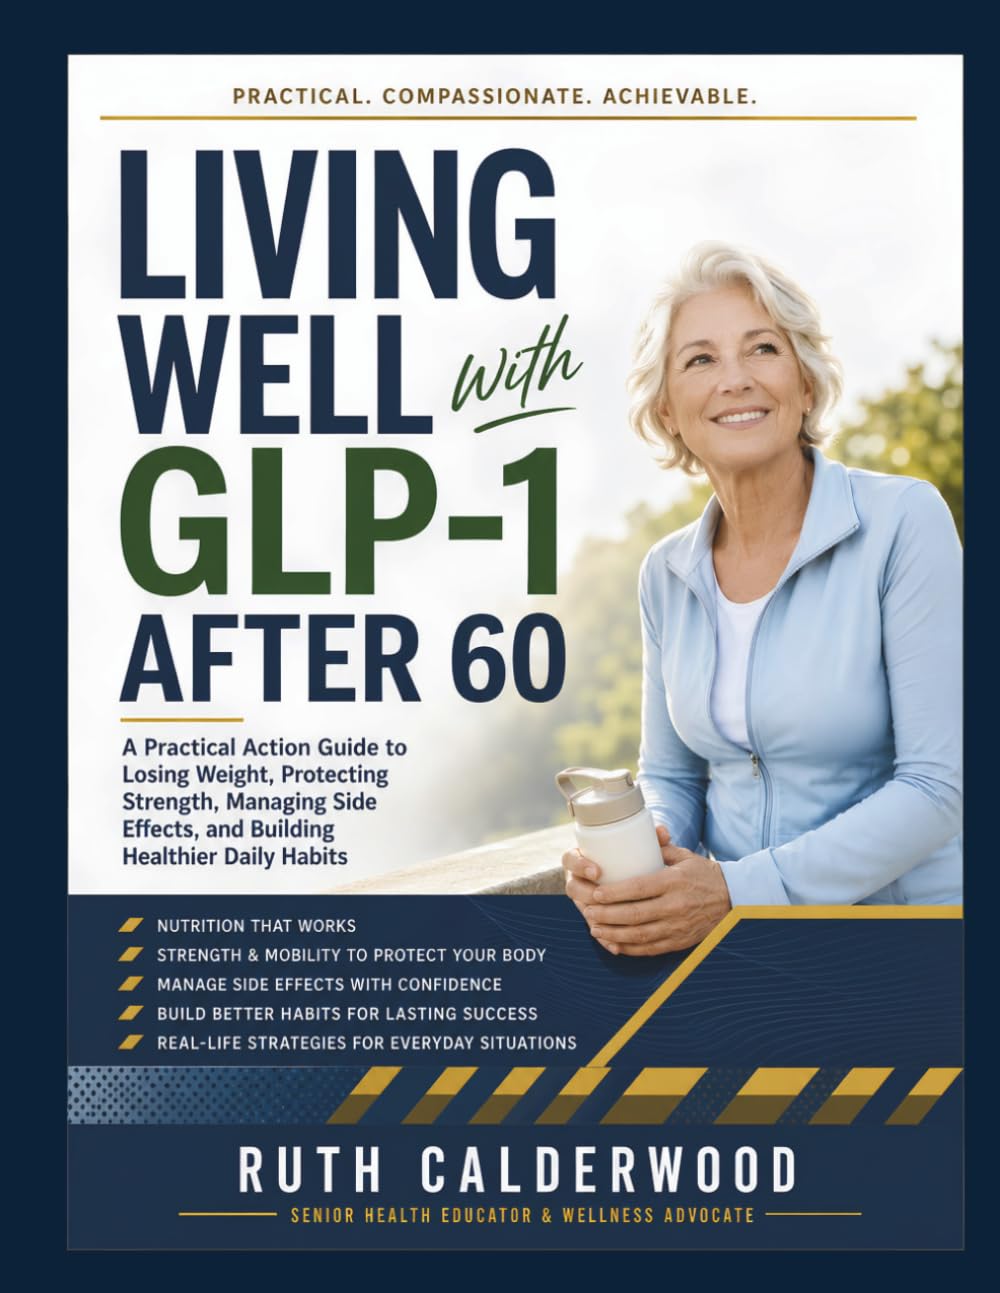 PRACTICAL. COMPASSIONATE. ACHIEVABLE.
LIVING
WELL with
GLP-1
AFTER 60
A Practical Action Guide to
Losing Weight, Protecting
Strength, Managing Side
Effects, and Building
Healthier Daily Habits
NUTRITION THAT WORKS
STRENGTH & MOBILITY TO PROTECT YOUR BODY
MANAGE SIDE EFFECTS WITH CONFIDENCE
BUILD BETTER HABITS FOR LASTING SUCCESS
REAL-LIFE STRATEGIES FOR EVERYDAY SITUATIONS
RUTH CALDERWOOD
SENIOR HEALTH EDUCATOR & WELLNESS ADVOCATE